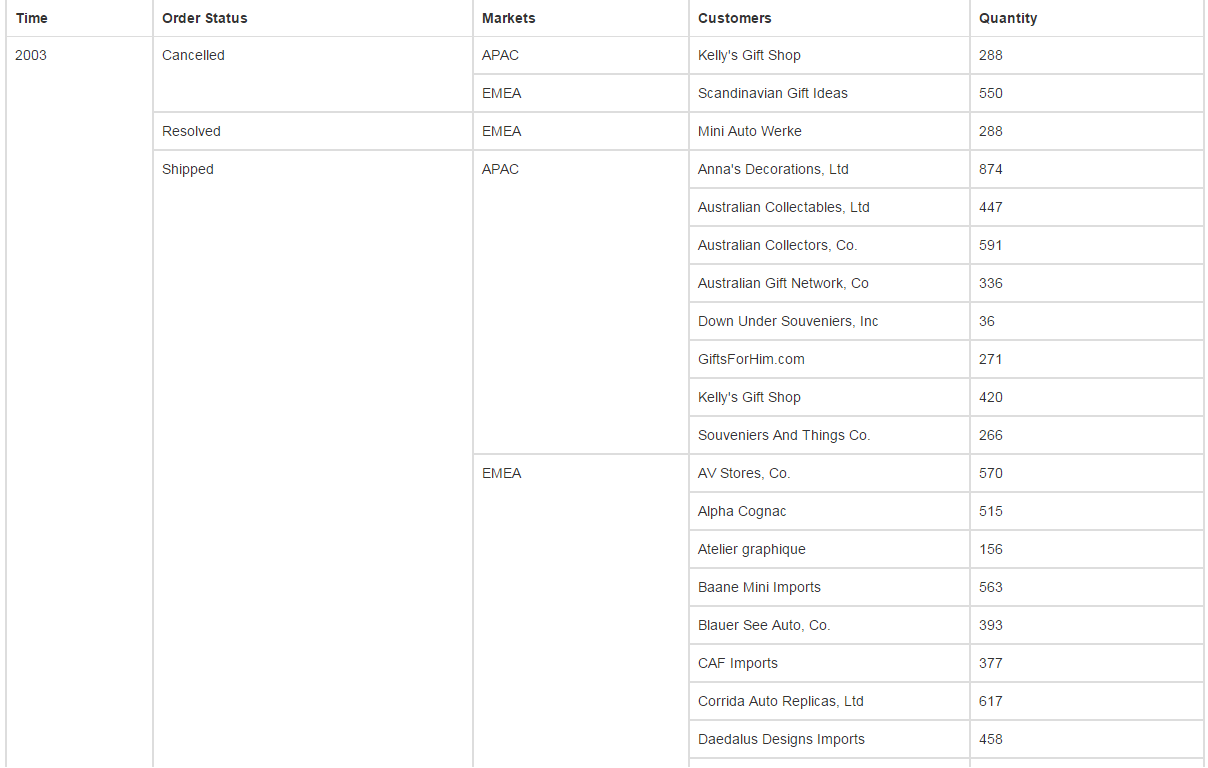 Time Order Status Markets Customers Quantity
2003 Cancelled APAC Kelly's Gift Shop 288
EMEA Scandinavian Gift Ideas 550
Resolved EMEA Mini Auto Werke 288
Shipped APAC Anna's Decorations, Ltd 874
Australian Collectables, Ltd 447
Australian Collectors, Co. 591
Australian Gift Network, Co 336
Down Under Souveniers, Inc 36
GiftsForHim.com 271
Kelly's Gift Shop 420
Souveniers And Things Co. 266
EMEA AV Stores, Co. 570
Alpha Cognac 515
Atelier graphique 156
Baane Mini Imports 563
Blauer See Auto, Co. 393
CAF Imports 377
Corrida Auto Replicas, Ltd 617
Daedalus Designs Imports 458